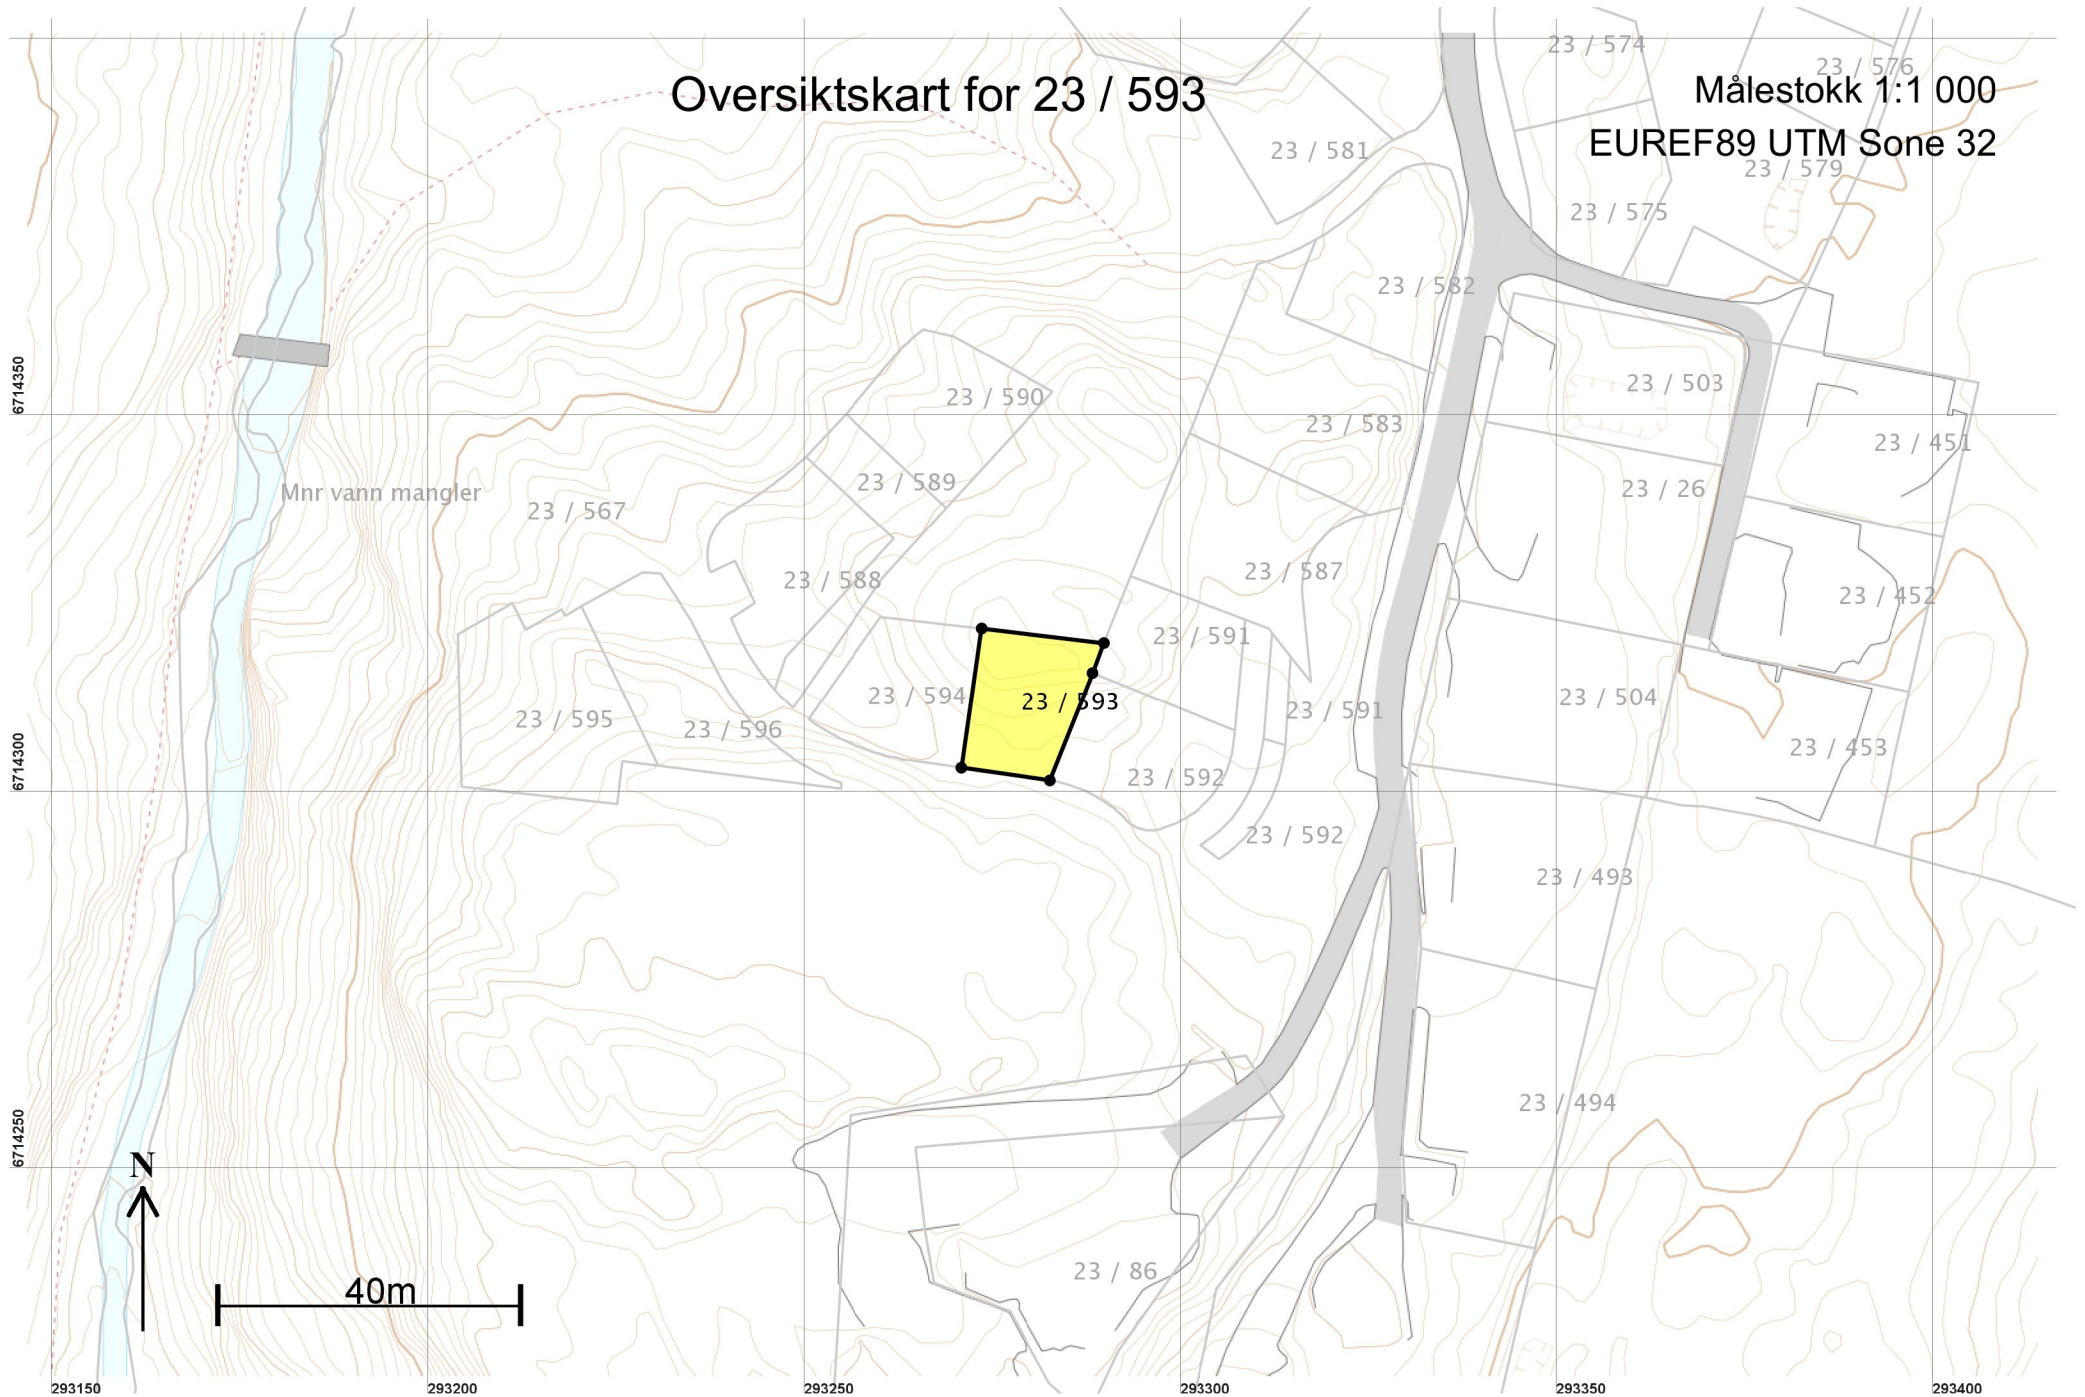 23 / 574
23 / 576
Oversiktskart for 23 / 593
Målestokk 1:1 000
EUREF89 UTM Sone 32
23 / 581
23 / 579
23 / 575
23 / 582
6714350
23 / 590
23 / 503
23 / 583
23 / 451
23 / 589
Mnr vann mangler
23 / 26
23 / 567
23 / 588
23 / 587
23 / 452
23 / 591
23 / 594
23 / 593
23 / 504
23 / 595
23 / 596
23 / 591
23 / 453
6714300
23 / 592
23 / 592
23 / 493
23 / 494
6714250
N
23 / 86
40m
293150
293200
293250
293300
293350
293400